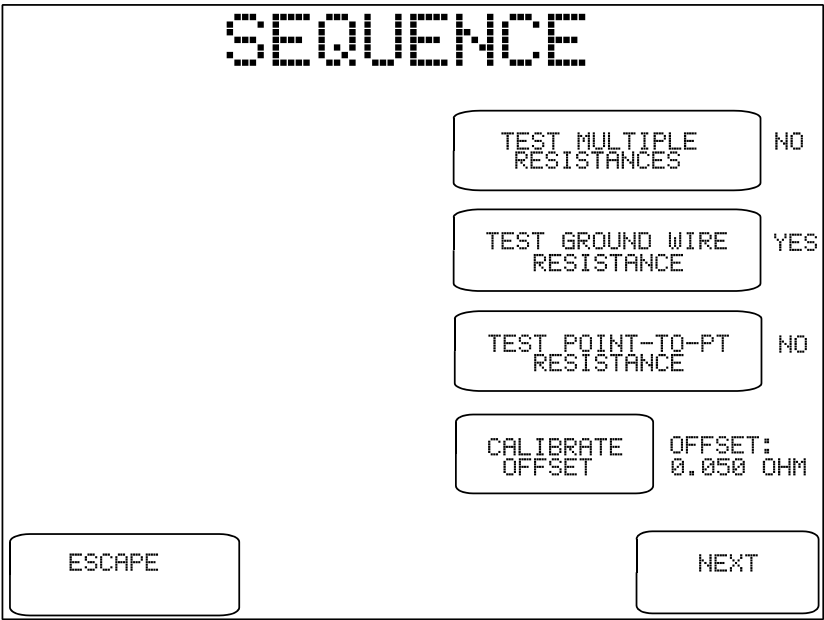 SEQUENCE
TEST MULTIPLE
RESISTANCES
NO
TEST GROUND WIRE
RESISTANCE
YES
TEST POINT-TO-PT
RESISTANCE
NO
CALIBRATE
OFFSET
OFFSET:
0.050 OHM
ESCAPE
NEXT